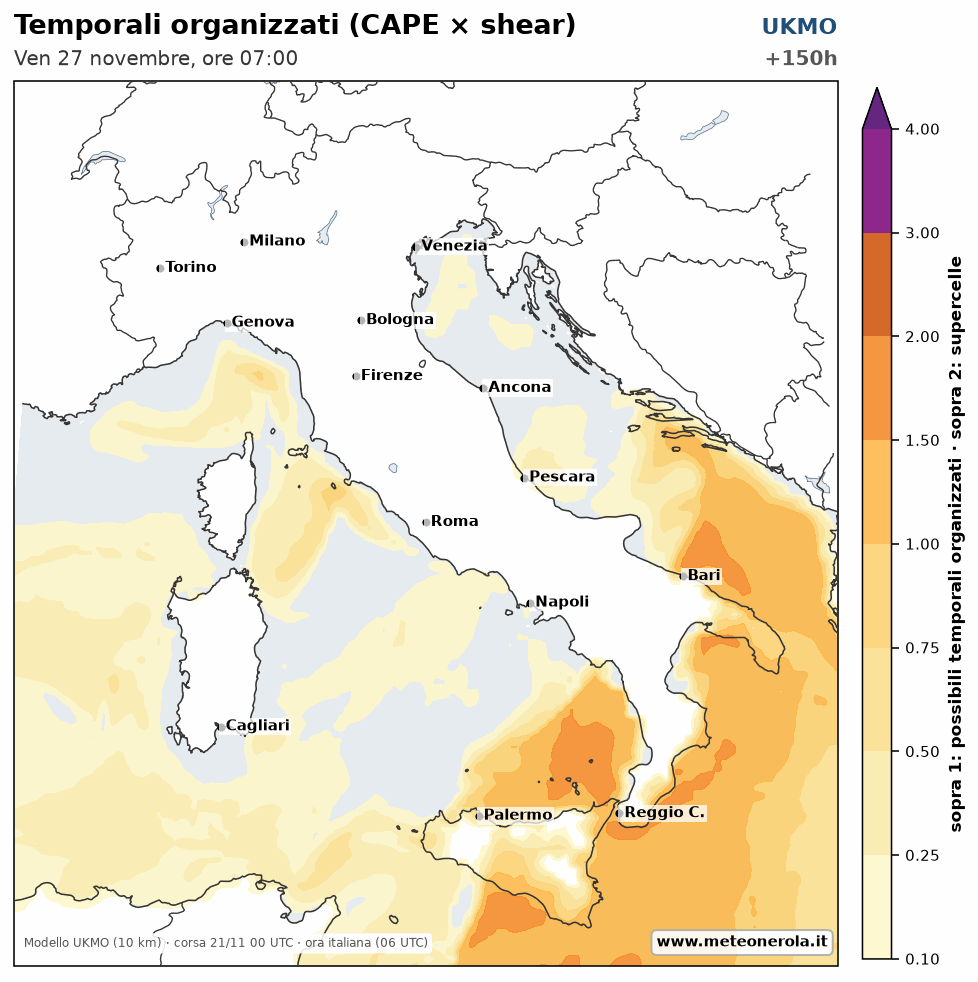 Temporali organizzati (CAPE × shear)
UKMO
Ven 27 novembre, ore 07:00
+150h
Milano
Venezia
Torino
Genova
Bologna
Firenze
Ancona
Pescara
Roma
Bari
Napoli
Cagliari
Palermo
Reggio C.
Modello UKMO (10 km) · corsa 21/11 00 UTC · ora italiana (06 UTC)
www.meteonerola.it
4.00
3.00
2.00
1.50
1.00
0.75
0.50
0.25
0.10
sopra 1: possibili temporali organizzati · sopra 2: supercelle